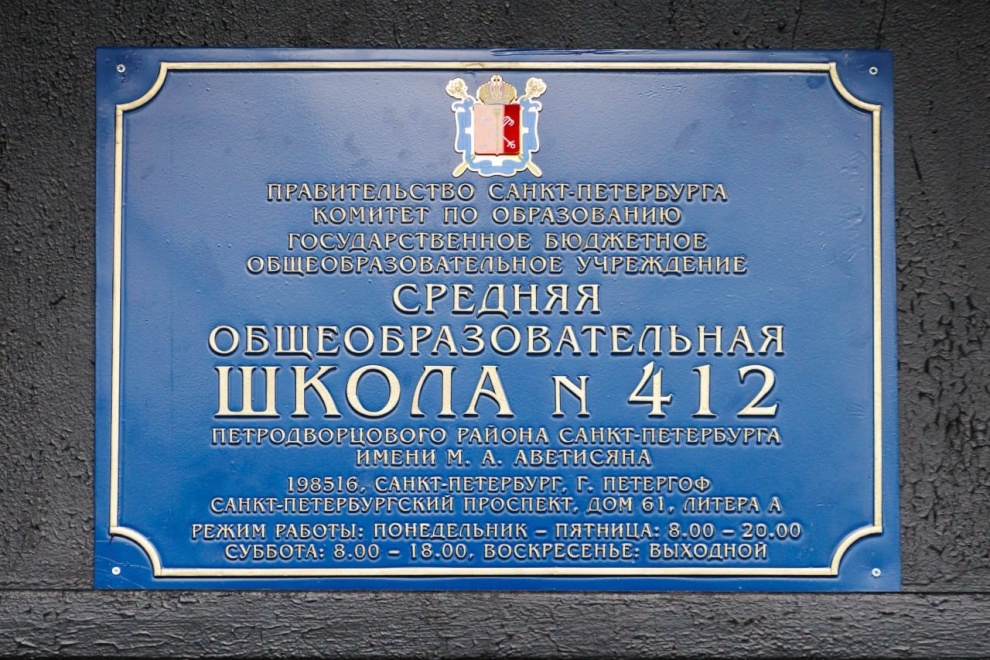 ПРАВИТЕЛЬСТВО САНКТ-ПЕТЕРБУРГА
КОМИТЕТ ПО ОБРАЗОВАНИЮ
ГОСУДАРСТВЕННОЕ БЮДЖЕТНОЕ
ОБЩЕОБРАЗОВАТЕЛЬНОЕ УЧРЕЖДЕНИЕ
СРЕДНЯЯ
ОБЩЕОБРАЗОВАТЕЛЬНАЯ
ШКОЛА N 412
ПЕТРОДВОРЦОВОГО РАЙОНА САНКТ-ПЕТЕРБУРГА
ИМЕНИ М. А. АВЕТИСЯНА
198516, САНКТ-ПЕТЕРБУРГ, Г. ПЕТЕРГОФ
САНКТ-ПЕТЕРБУРГСКИЙ ПРОСПЕКТ, ДОМ 61, ЛИТЕРА А
РЕЖИМ РАБОТЫ: ПОНЕДЕЛЬНИК – ПЯТНИЦА: 8.00 – 20.00
СУББОТА: 8.00 – 18.00, ВОСКРЕСЕНЬЕ: ВЫХОДНОЙ